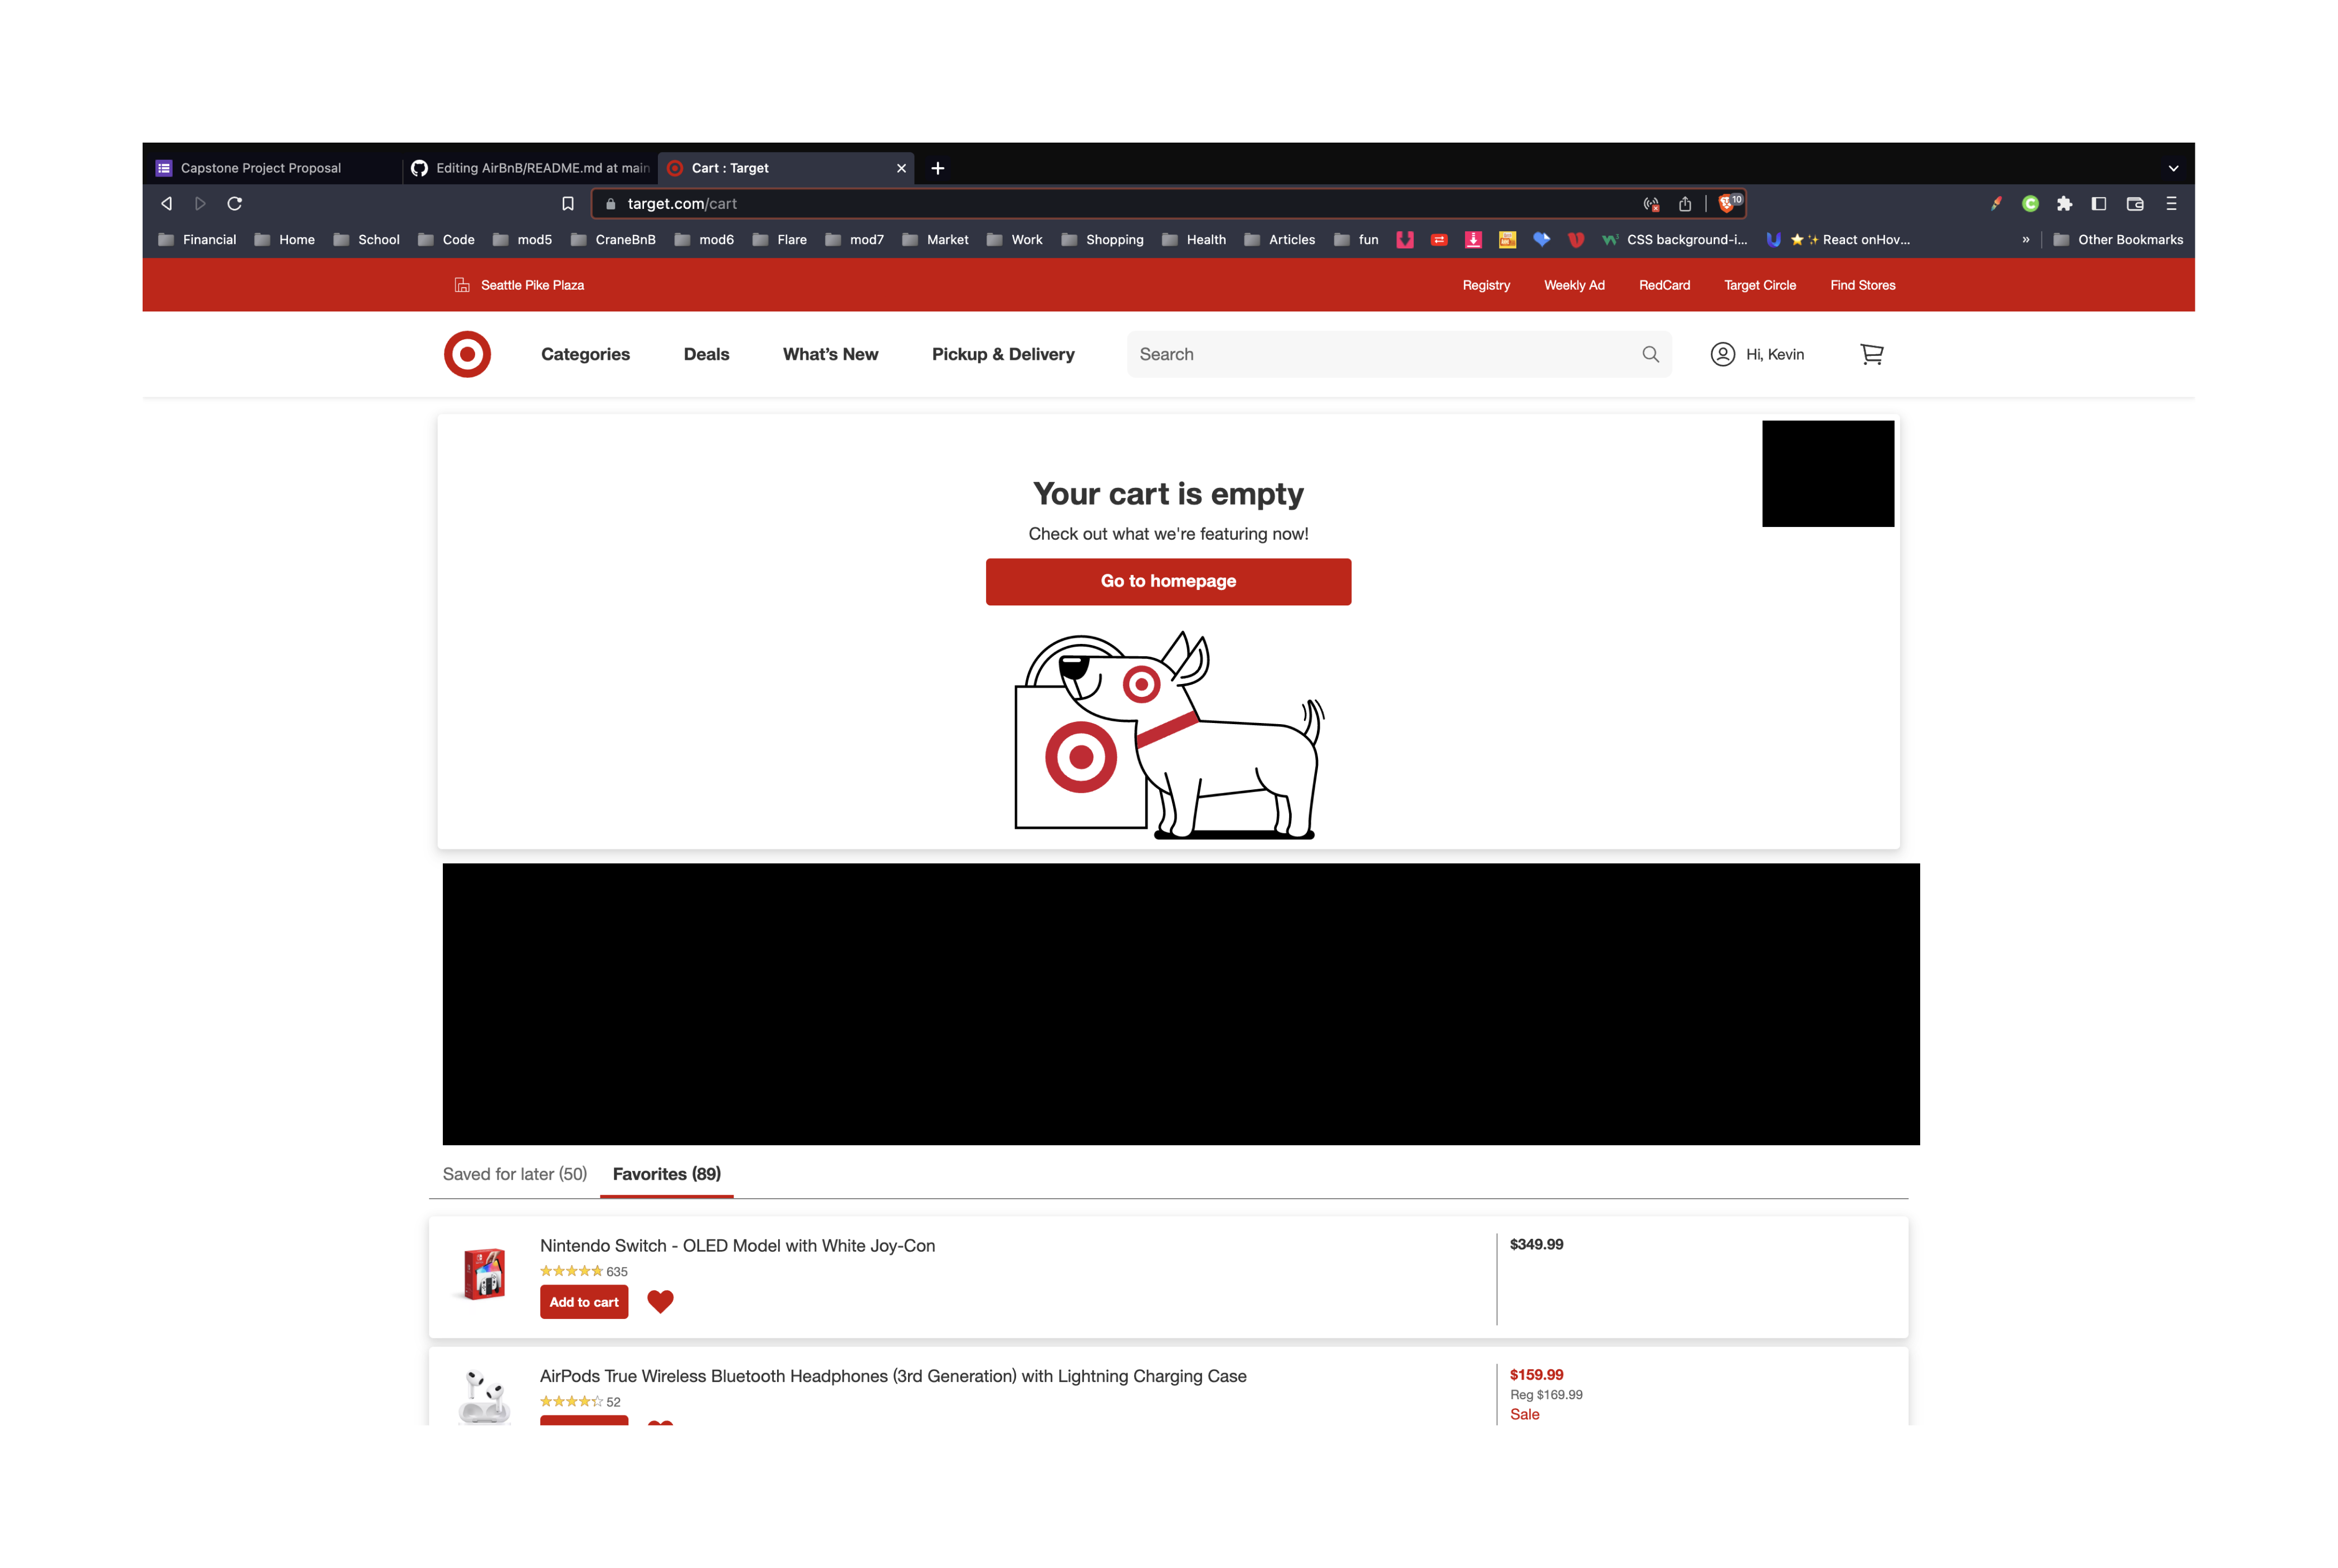 Capstone Project Proposal
Editing AirBnB/README.md at main
Cart : Target
target.com/cart
10
Financial Home School Code mod5 CraneBnB mod6 Flare mod7 Market Work Shopping Health Articles fun CSS background-i... React onHov... » Other Bookmarks
Seattle Pike Plaza
Registry Weekly Ad RedCard Target Circle Find Stores
Categories Deals What's New Pickup & Delivery Search Hi, Kevin
Your cart is empty
Check out what we're featuring now!
Go to homepage
Saved for later (50) Favorites (89)
Nintendo Switch - OLED Model with White Joy-Con
$349.99
635
Add to cart
AirPods True Wireless Bluetooth Headphones (3rd Generation) with Lightning Charging Case
$159.99
52
Reg $169.99
Sale